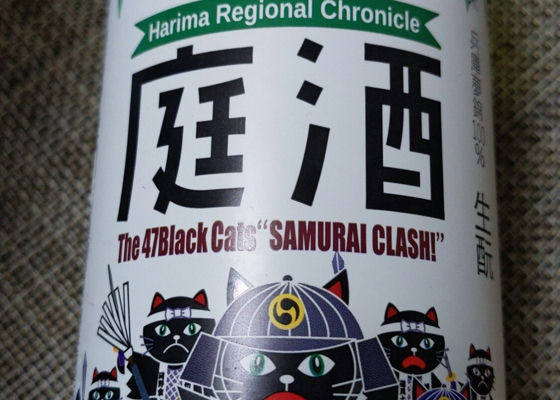 Harima Regional Chronicle
庭酒
The 47Black Cats “SAMURAI CLASH!”
生酛